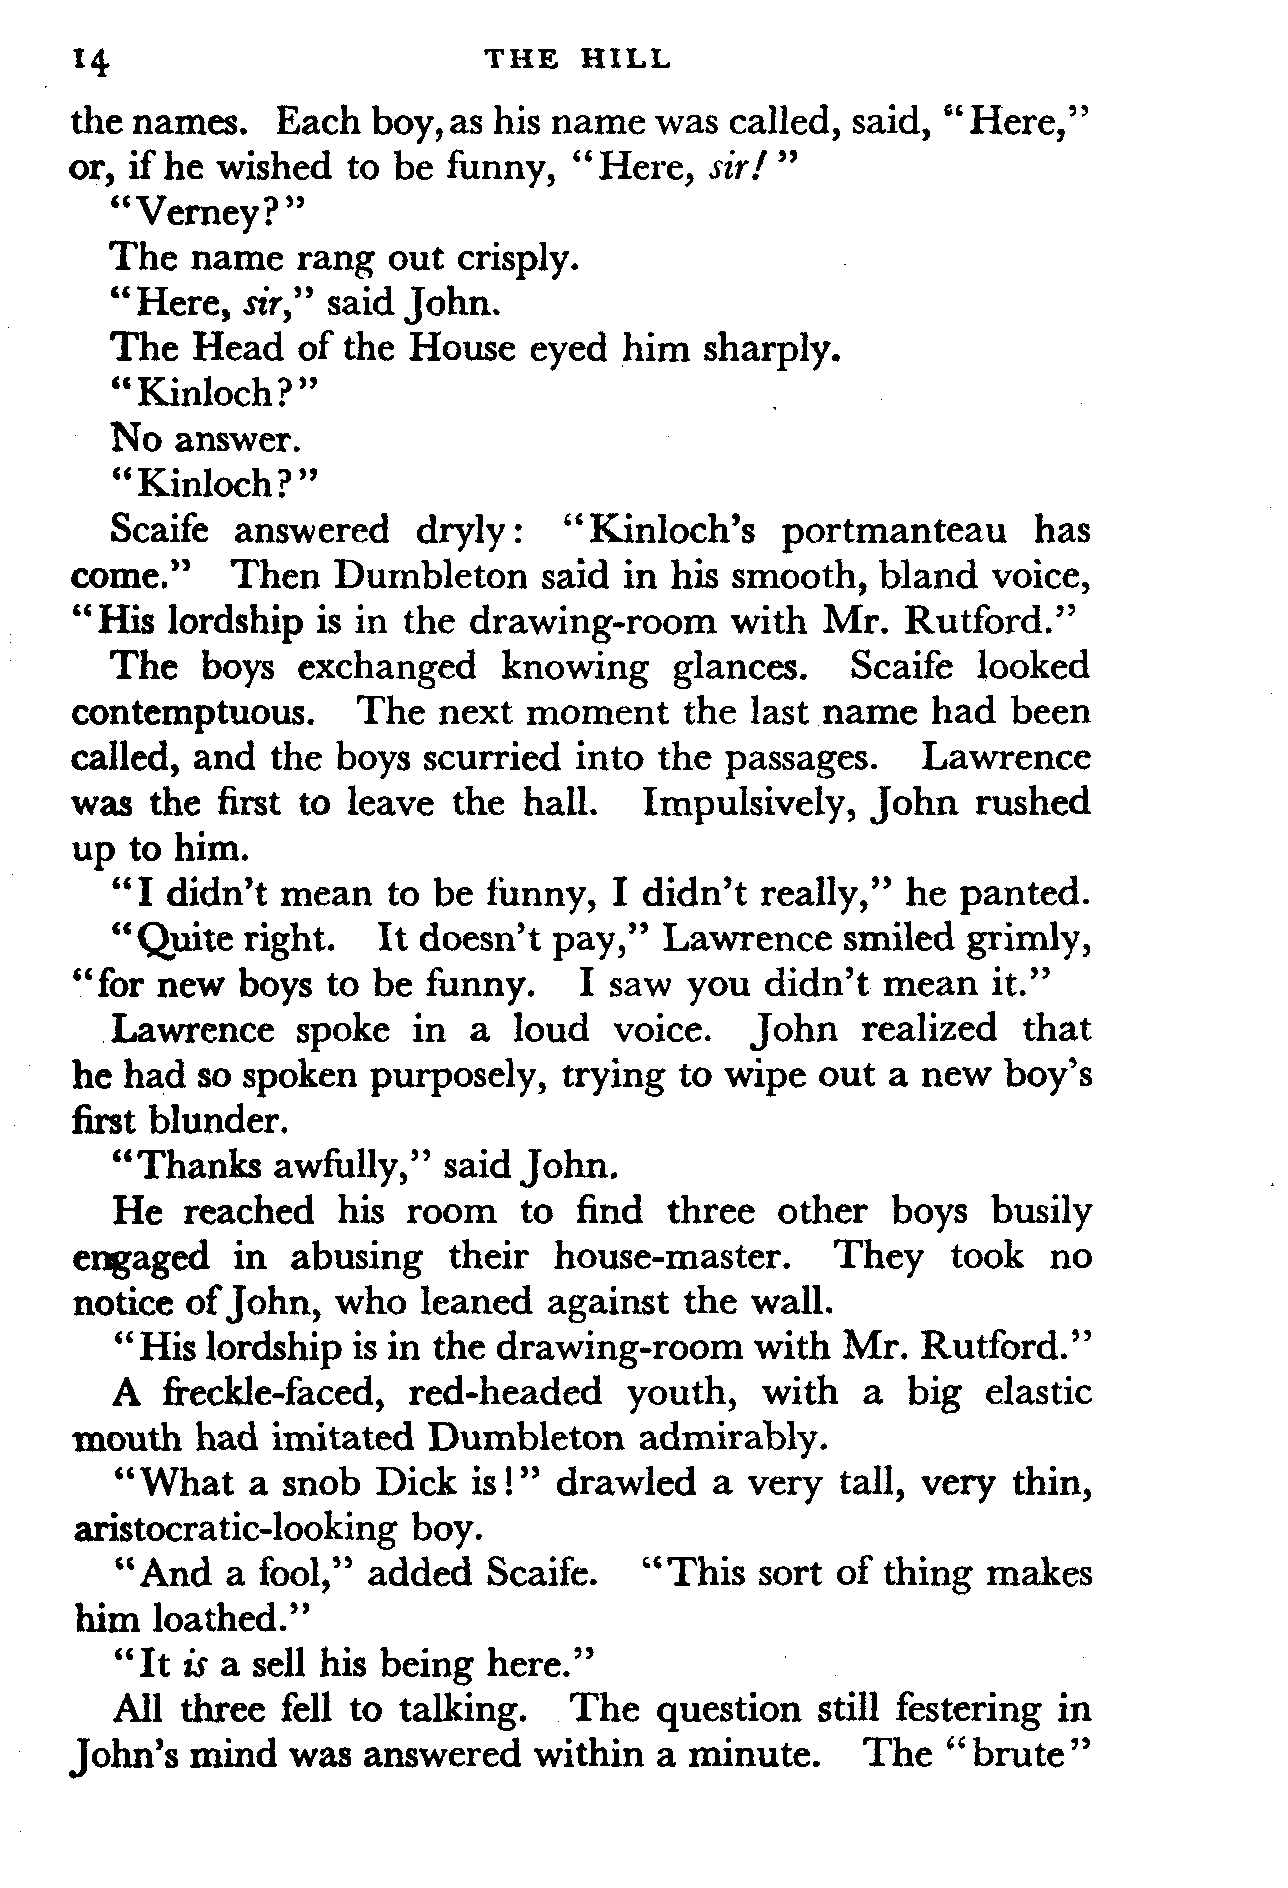 14 THE HILL
the names. Each boy, as his name was called, said, “Here,”
or, if he wished to be funny, “Here, sir!”
“Verney?”
The name rang out crisply.
“Here, sir,” said John.
The Head of the House eyed him sharply.
“Kinloch?”
No answer.
“Kinloch?”
Scaife answered dryly: “Kinloch’s portmanteau has
come.” Then Dumbleton said in his smooth, bland voice,
“His lordship is in the drawing-room with Mr. Rutford.”
The boys exchanged knowing glances. Scaife looked
contemptuous. The next moment the last name had been
called, and the boys scurried into the passages. Lawrence
was the first to leave the hall. Impulsively, John rushed
up to him.
“I didn’t mean to be funny, I didn’t really,” he panted.
“Quite right. It doesn’t pay,” Lawrence smiled grimly,
“for new boys to be funny. I saw you didn’t mean it.”
Lawrence spoke in a loud voice. John realized that
he had so spoken purposely, trying to wipe out a new boy’s
first blunder.
“Thanks awfully,” said John.
He reached his room to find three other boys busily
engaged in abusing their house-master. They took no
notice of John, who leaned against the wall.
“His lordship is in the drawing-room with Mr. Rutford.”
A freckle-faced, red-headed youth, with a big elastic
mouth had imitated Dumbleton admirably.
“What a snob Dick is!” drawled a very tall, very thin,
aristocratic-looking boy.
“And a fool,” added Scaife. “This sort of thing makes
him loathed.”
“It is a sell his being here.”
All three fell to talking. The question still festering in
John’s mind was answered within a minute. The “brute”